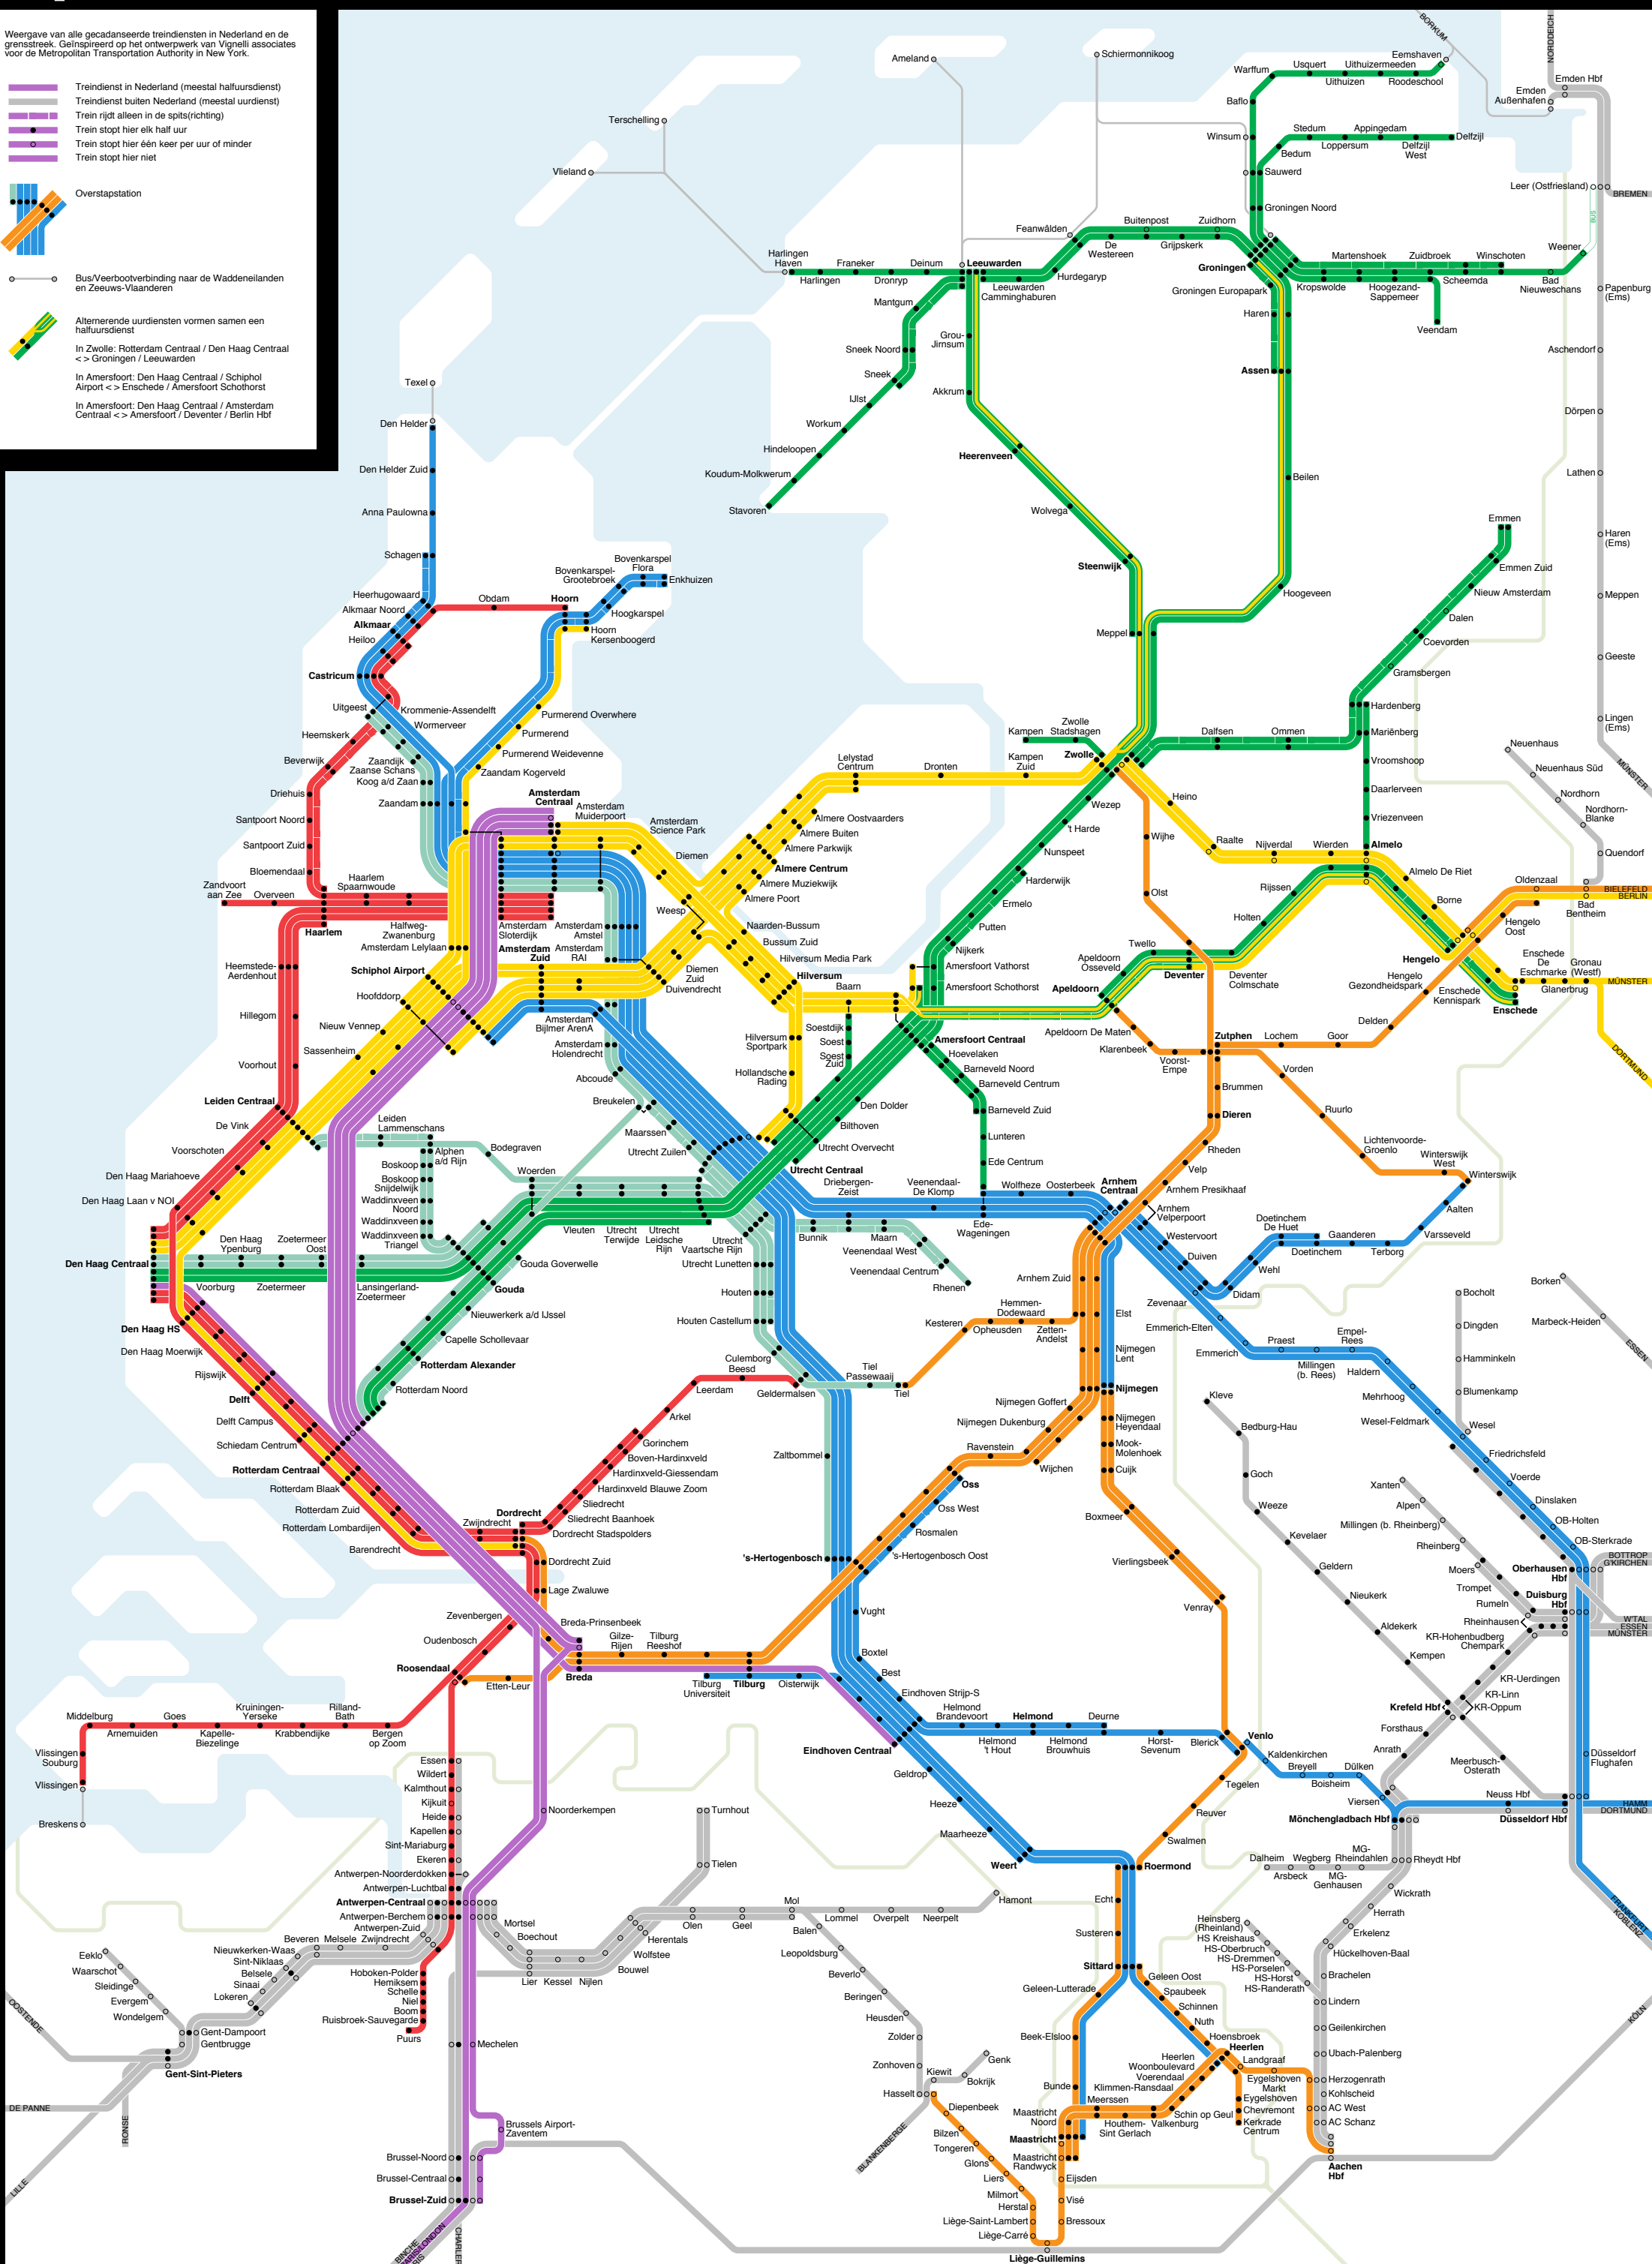 Weergave van alle gecadanseerde treindiensten in Nederland en de
grensstreek. Geïnspireerd op het ontwerpwerk van Vignelli associates
voor de Metropolitan Transportation Authority in New York.
Treindienst in Nederland (meestal halfuursdienst)
Treindienst buiten Nederland (meestal uurdienst)
Trein rijdt alleen in de spits(richting)
Trein stopt hier elk half uur
Trein stopt hier één keer per uur of minder
Trein stopt hier niet
Overstapstation
Bus/Veerbootverbinding naar de Waddeneilanden
en Zeeuws-Vlaanderen
Alternerende uurdiensten vormen samen een
halfuursdienst
In Zwolle: Rotterdam Centraal / Den Haag Centraal
<> Groningen / Leeuwarden
In Amersfoort: Den Haag Centraal / Schiphol
Airport <> Enschede / Amersfoort Schothorst
In Amersfoort: Den Haag Centraal / Amsterdam
Centraal <> Amersfoort / Deventer / Berlin Hbf
BORKUM
NORDDEICH
Ameland
Schiermonnikoog
Terschelling
Vlieland
Texel
Eemshaven
Warffum
Usquert
Uithuizermeeden
Uithuizen
Roodeschool
Baflo
Winsum
Stedum
Appingedam
Delfzijl
Loppersum
Delfzijl
West
Bedum
Sauwerd
Groningen Noord
Emden Hbf
Emden
Außenhafen
Leer (Ostfriesland)
BREMEN
BUS
Weener
Papenburg
(Ems)
Aschendorf
Dörpen
Lathen
Haren
(Ems)
Meppen
Geeste
Lingen
(Ems)
MÜNSTER
Feanwâlden
Buitenpost
Zuidhorn
De
Westereen
Grijpskerk
Groningen
Groningen Europapark
Haren
Assen
Beilen
Hoogeveen
Martenshoek
Zuidbroek
Winschoten
Kropswolde
Hoogezand-
Sappemeer
Scheemda
Bad
Nieuweschans
Veendam
Harlingen
Haven
Franeker
Deinum
Leeuwarden
Harlingen
Dronryp
Leeuwarden
Camminghaburen
Hurdegaryp
Mantgum
Sneek Noord
Sneek
IJlst
Workum
Hindeloopen
Koudum-Molkwerum
Stavoren
Grou-
Jirnsum
Akkrum
Heerenveen
Wolvega
Steenwijk
Meppel
Den Helder
Den Helder Zuid
Anna Paulowna
Schagen
Heerhugowaard
Alkmaar Noord
Alkmaar
Heiloo
Castricum
Uitgeest
Obdam
Hoorn
Bovenkarspel-
Grootebroek
Bovenkarspel
Flora
Enkhuizen
Hoogkarspel
Hoorn
Kersenboogerd
Krommenie-Assendelft
Wormerveer
Purmerend Overwhere
Purmerend
Purmerend Weidevenne
Zaandam Kogerveld
Heemskerk
Beverwijk
Driehuis
Santpoort Noord
Santpoort Zuid
Bloemendaal
Zaandijk
Zaanse Schans
Koog a/d Zaan
Zaandam
Zandvoort
aan Zee
Overveen
Haarlem
Spaarnwoude
Haarlem
Halfweg-
Zwanenburg
Amsterdam
Centraal
Amsterdam
Muiderpoort
Amsterdam
Science Park
Diemen
Weesp
Amsterdam
Sloterdijk
Amsterdam
Amstel
Amsterdam Lelylaan
Amsterdam
Zuid
Amsterdam
RAI
Schiphol Airport
Hoofddorp
Nieuw Vennep
Sassenheim
Heemstede-
Aerdenhout
Hillegom
Voorhout
Leiden Centraal
De Vink
Voorschoten
Den Haag Mariahoeve
Den Haag Laan v NOI
Diemen
Zuid
Duivendrecht
Amsterdam
Bijlmer ArenA
Amsterdam
Holendrecht
Abcoude
Breukelen
Maarssen
Utrecht Zuilen
Lelystad
Centrum
Dronten
Kampen
Zuid
Kampen
Zwolle
Stadshagen
Zwolle
Almere Oostvaarders
Almere Buiten
Almere Parkwijk
Almere Centrum
Almere Muziekwijk
Almere Poort
Naarden-Bussum
Bussum Zuid
Hilversum Media Park
Hilversum
Baarn
Hilversum
Sportpark
Hollandsche
Rading
Soestdijk
Soest
Soest
Zuid
Den Dolder
Bilthoven
Utrecht Overvecht
Utrecht Centraal
Wezep
't Harde
Nunspeet
Harderwijk
Ermelo
Putten
Nijkerk
Amersfoort Vathorst
Amersfoort Schothorst
Amersfoort Centraal
Hoevelaken
Barneveld Noord
Barneveld Centrum
Barneveld Zuid
Lunteren
Ede Centrum
Dalfsen
Ommen
Emmen
Emmen Zuid
Nieuw Amsterdam
Dalen
Coevorden
Gramsbergen
Hardenberg
Mariënberg
Vroomshoop
Daarlerveen
Vriezenveen
Almelo
Heino
Raalte
Nijverdal
Wierden
Rijssen
Holten
Almelo De Riet
Borne
Hengelo
Oldenzaal
Hengelo
Oost
Bad
Bentheim
BIELEFELD
BERLIN
Neuenhaus
Neuenhaus Süd
Nordhorn
Nordhorn-
Blanke
Quendorf
Enschede
De
Eschmarke
Gronau
(Westf)
Glanerbrug
MÜNSTER
DORTMUND
Enschede
Kennispark
Enschede
Hengelo
Gezondheidspark
Delden
Wijhe
Olst
Twello
Apeldoorn
Osseveld
Deventer
Deventer
Colmschate
Apeldoorn
Apeldoorn De Maten
Klarenbeek
Voorst-
Empe
Zutphen
Lochem
Goor
Brummen
Dieren
Rheden
Velp
Arnhem Presikhaaf
Arnhem
Velperpoort
Vorden
Ruurlo
Lichtenvoorde-
Groenlo
Winterswijk
West
Winterswijk
Aalten
Varsseveld
Terborg
Gaanderen
Doetinchem
Doetinchem
De Huet
Wehl
Didam
Zevenaar
Duiven
Westervoort
Arnhem
Centraal
Oosterbeek
Wolfheze
Ede-
Wageningen
Veenendaal-
De Klomp
Driebergen-
Zeist
Bunnik
Maarn
Veenendaal West
Veenendaal Centrum
Rhenen
Utrecht
Vaartsche Rijn
Utrecht Lunetten
Houten
Houten Castellum
Culemborg
Leiden
Lammenschans
Alphen
a/d Rijn
Bodegraven
Woerden
Boskoop
Boskoop
Snijdelwijk
Waddinxveen
Noord
Waddinxveen
Waddinxveen
Triangel
Vleuten
Utrecht
Terwijde
Utrecht
Leidsche
Rijn
Gouda Goverwelle
Gouda
Den Haag
Ypenburg
Zoetermeer
Oost
Den Haag Centraal
Voorburg
Zoetermeer
Lansingerland-
Zoetermeer
Nieuwerkerk a/d IJssel
Capelle Schollevaar
Rotterdam Alexander
Rotterdam Noord
Den Haag HS
Den Haag Moerwijk
Rijswijk
Delft
Delft Campus
Schiedam Centrum
Rotterdam Centraal
Rotterdam Blaak
Rotterdam Zuid
Rotterdam Lombardijen
Barendrecht
Zwijndrecht
Dordrecht
Dordrecht Stadspolders
Sliedrecht Baanhoek
Sliedrecht
Hardinxveld Blauwe Zoom
Hardinxveld-Giessendam
Boven-Hardinxveld
Gorinchem
Arkel
Leerdam
Beesd
Geldermalsen
Tiel
Passewaaij
Tiel
Kesteren
Opheusden
Hemmen-
Dodewaard
Zetten-
Andelst
Arnhem Zuid
Elst
Nijmegen
Lent
Nijmegen
Nijmegen Goffert
Nijmegen Dukenburg
Wijchen
Ravenstein
Oss
Oss West
Rosmalen
's-Hertogenbosch Oost
's-Hertogenbosch
Zaltbommel
Nijmegen
Heyendaal
Mook-
Molenhoek
Cuijk
Boxmeer
Vierlingsbeek
Venray
Dordrecht Zuid
Lage Zwaluwe
Zevenbergen
Oudenbosch
Roosendaal
Etten-Leur
Breda-Prinsenbeek
Breda
Gilze-
Rijen
Tilburg
Reeshof
Tilburg
Universiteit
Tilburg
Oisterwijk
Vught
Boxtel
Best
Eindhoven Strijp-S
Eindhoven Centraal
Helmond
Brandevoort
Helmond
't Hout
Helmond
Helmond
Brouwhuis
Deurne
Horst-
Sevenum
Blerick
Venlo
Geldrop
Heeze
Maarheeze
Weert
Roermond
Tegelen
Reuver
Swalmen
Middelburg
Arnemuiden
Goes
Kapelle-
Biezelinge
Kruiningen-
Yerseke
Krabbendijke
Rilland-
Bath
Bergen
op Zoom
Vlissingen
Souburg
Vlissingen
Breskens
Emmerich-Elten
Emmerich
Praest
Millingen
(b. Rees)
Empel-
Rees
Haldern
Mehrhoog
Wesel-Feldmark
Wesel
Friedrichsfeld
Voerde
Dinslaken
OB-Holten
OB-Sterkrade
Oberhausen
Hbf
Duisburg
Hbf
BOTTROP
G'KIRCHEN
W'TAL
ESSEN
MÜNSTER
Borken
Marbeck-Heiden
ESSEN
Bocholt
Dingden
Hamminkeln
Blumenkamp
Kleve
Bedburg-Hau
Goch
Weeze
Kevelaer
Geldern
Nieukerk
Aldekerk
Kempen
Krefeld Hbf
Xanten
Alpen
Millingen (b. Rheinberg)
Rheinberg
Moers
Trompet
Rumeln
Rheinhausen
KR-Hohenbudberg
Chempark
KR-Uerdingen
KR-Linn
KR-Oppum
Forsthaus
Anrath
Viersen
Meerbusch-
Osterath
Düsseldorf
Flughafen
Neuss Hbf
Düsseldorf Hbf
HAMM
DORTMUND
Kaldenkirchen
Breyell
Boisheim
Dülken
Mönchengladbach Hbf
Dalheim
Arsbeck
Wegberg
MG-
Genhausen
MG-
Rheindahlen
Rheydt Hbf
Wickrath
Herrath
Erkelenz
Hückelhoven-Baal
Brachelen
Lindern
Geilenkirchen
Übach-Palenberg
Herzogenrath
Kohlscheid
AC West
AC Schanz
Aachen
Hbf
Heinsberg
(Rheinland)
HS Kreishaus
HS-Oberbruch
HS-Dremmen
HS-Porselen
HS-Horst
HS-Randerath
FRANKFURT
KOBLENZ
KÖLN
Echt
Susteren
Sittard
Geleen-Lutterade
Beek-Elsloo
Bunde
Geleen Oost
Spaubeek
Schinnen
Nuth
Hoensbroek
Heerlen
Heerlen
Woonboulevard
Voerendaal
Klimmen-Ransdaal
Schin op Geul
Valkenburg
Houthem-
Sint Gerlach
Meerssen
Maastricht
Noord
Maastricht
Maastricht
Randwyck
Landgraaf
Eygelshoven
Markt
Eygelshoven
Chevremont
Kerkrade
Centrum
Eijsden
Visé
Bressoux
Liège-Guillemins
Liège-Carré
Liège-Saint-Lambert
Herstal
Milmort
Liers
Glons
Tongeren
Bilzen
Diepenbeek
Hasselt
Kiewit
Bokrijk
Genk
Zonhoven
Zolder
Heusden
Beringen
Beverlo
Leopoldsburg
Balen
Mol
Lommel
Overpelt
Neerpelt
Hamont
Geel
Olen
Herentals
Wolfstee
Bouwel
Nijlen
Kessel
Lier
Boechout
Mortsel
Tielen
Turnhout
BLANKENBERGE
Noorderkempen
Essen
Wildert
Kalmthout
Kijkuit
Heide
Kapellen
Sint-Mariaburg
Ekeren
Antwerpen-Noorderdokken
Antwerpen-Luchtbal
Antwerpen-Centraal
Antwerpen-Berchem
Antwerpen-Zuid
Zwijndrecht
Melsele
Beveren
Nieuwkerken-Waas
Sint-Niklaas
Belsele
Sinaai
Lokeren
Hoboken-Polder
Hemiksem
Schelle
Niel
Boom
Ruisbroek-Sauvegarde
Puurs
Eeklo
Waarschot
Sleidinge
Evergem
Wondelgem
Gent-Dampoort
Gentbrugge
Gent-Sint-Pieters
OOSTENDE
DE PANNE
RONSE
LILLE
Mechelen
Brussels Airport-
Zaventem
Brussel-Noord
Brussel-Centraal
Brussel-Zuid
BINCHE
PARIS/LONDON